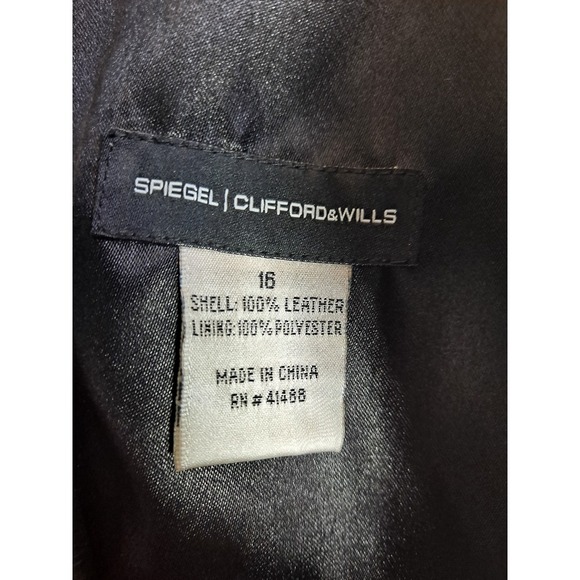 SPIEGEL | CLIFFORD&WILLS
16
SHELL: 100% LEATHER
LINING: 100% POLYESTER
MADE IN CHINA
RN # 41488